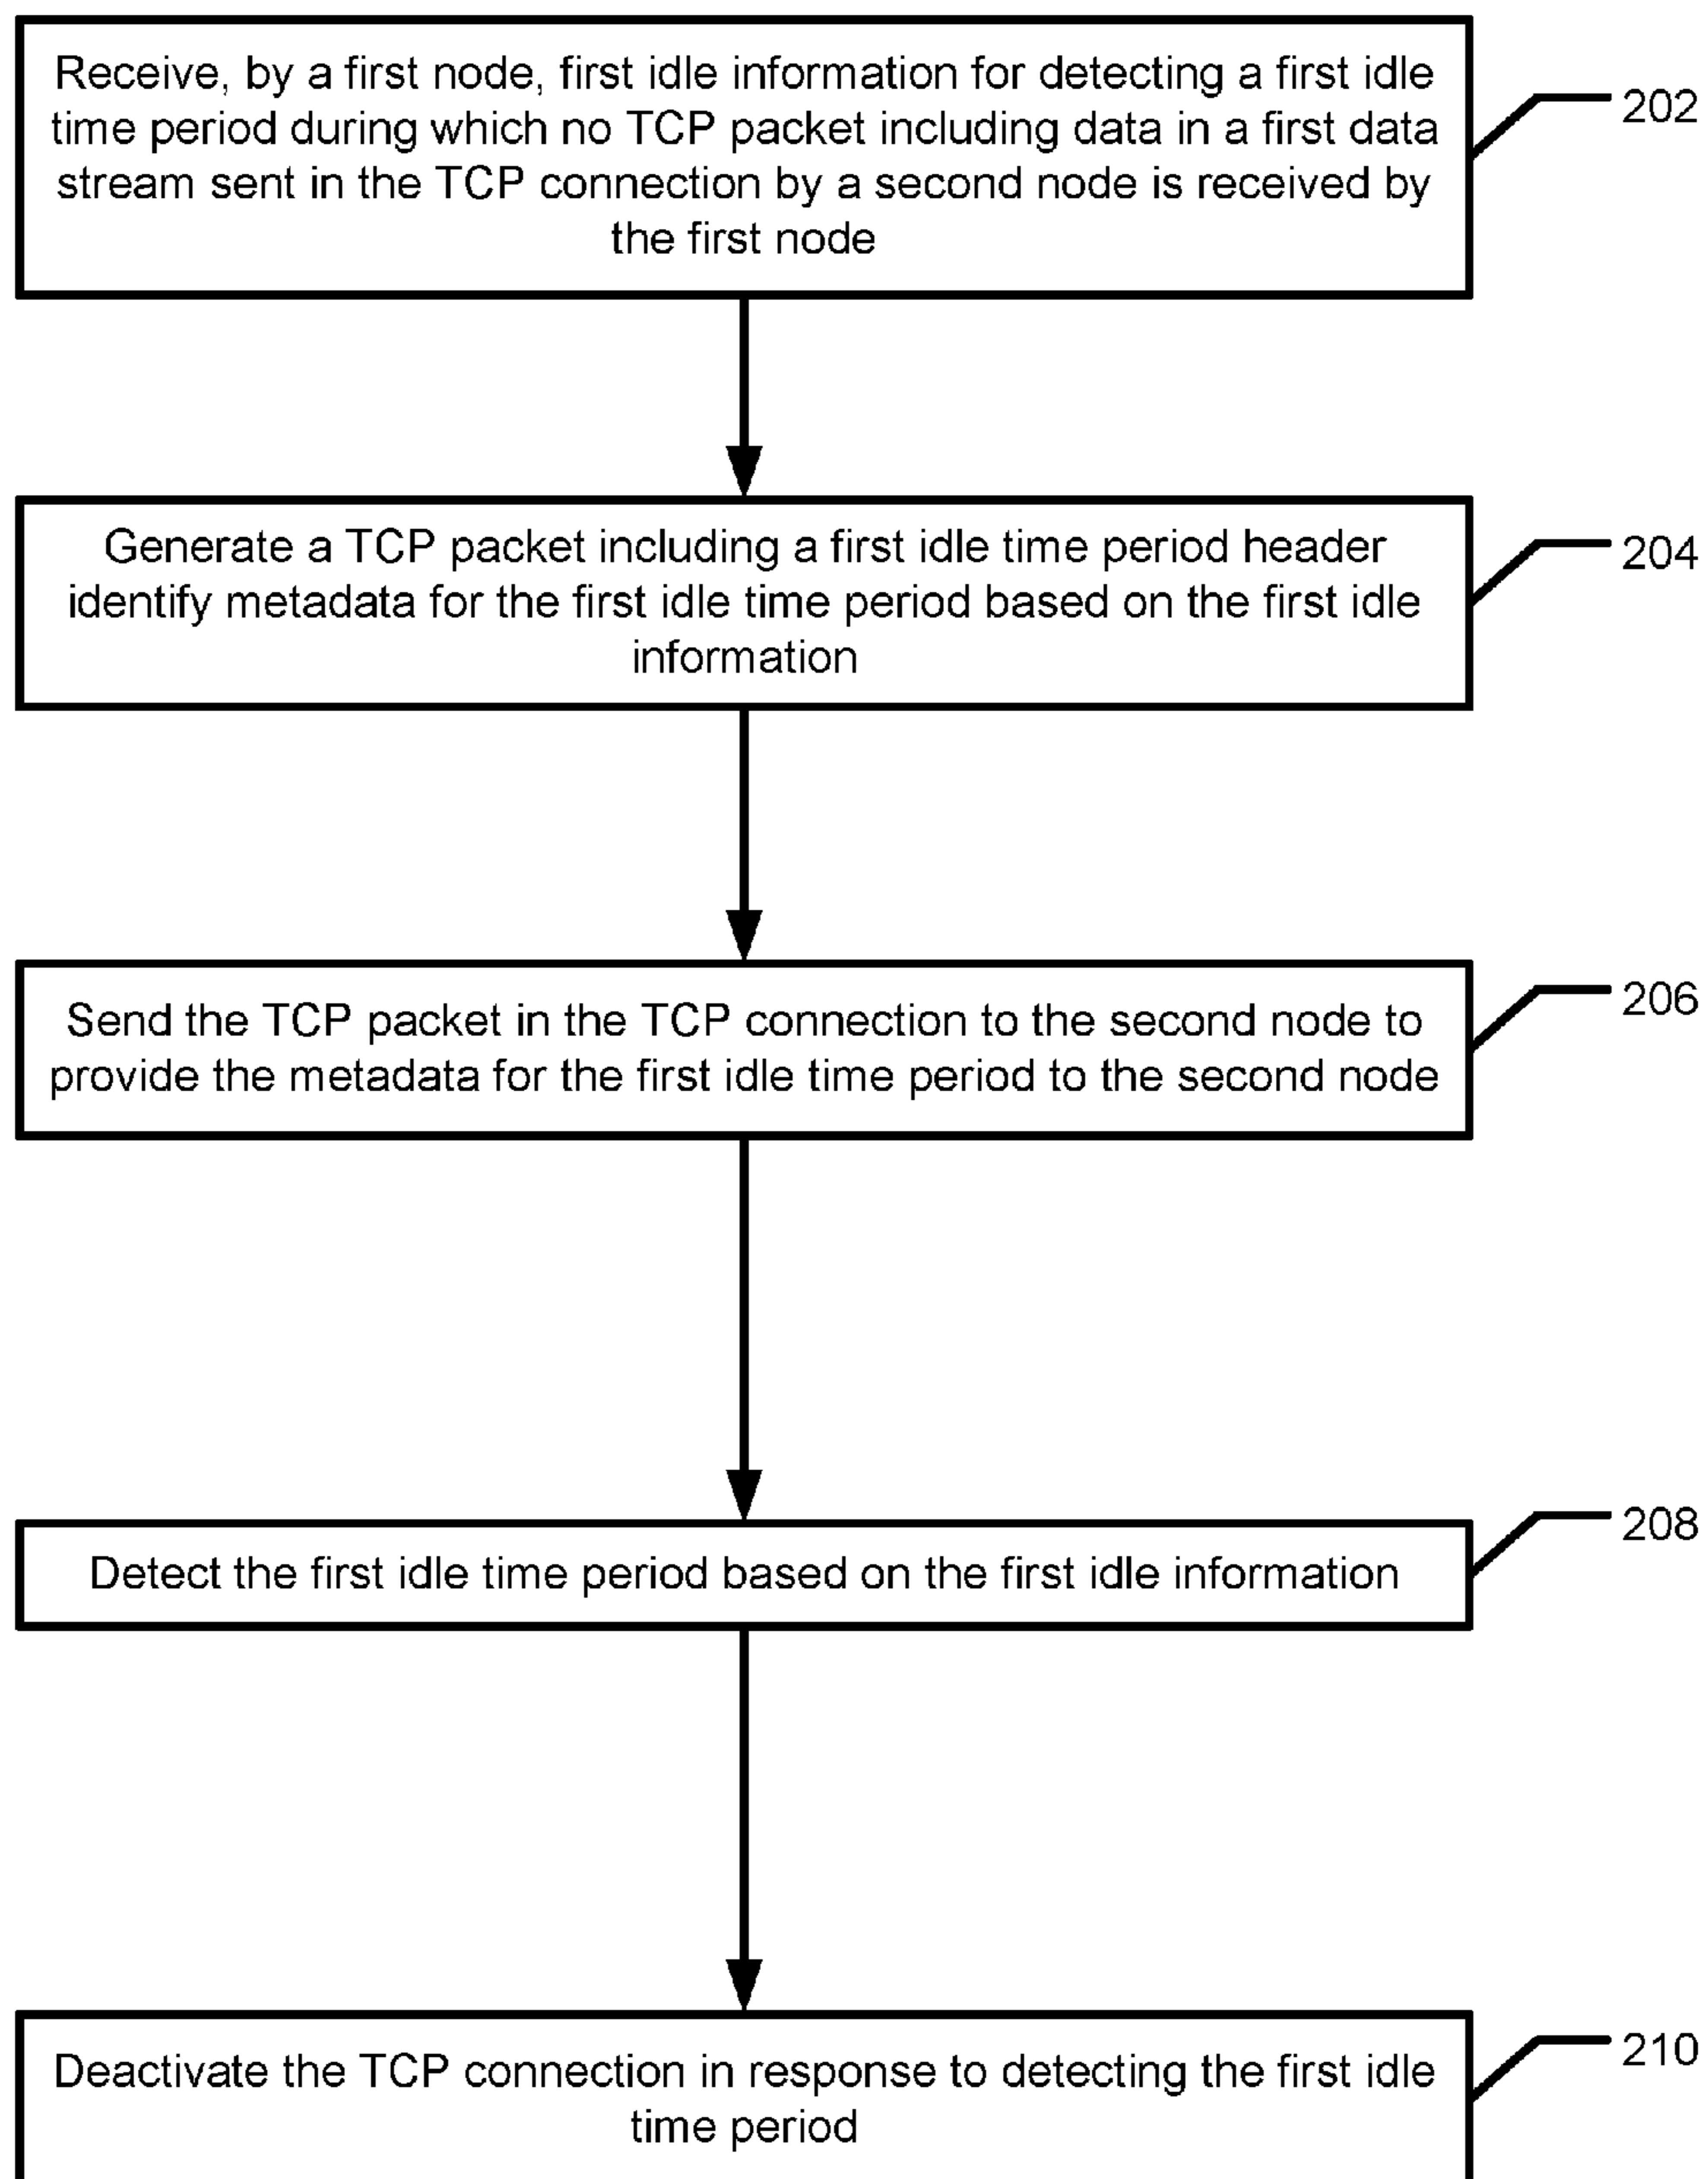 Receive, by a first node, first idle information for detecting a first idle
time period during which no TCP packet including data in a first data
stream sent in the TCP connection by a second node is received by
the first node
202
Generate a TCP packet including a first idle time period header
identify metadata for the first idle time period based on the first idle
information
204
Send the TCP packet in the TCP connection to the second node to
provide the metadata for the first idle time period to the second node
206
Detect the first idle time period based on the first idle information
208
Deactivate the TCP connection in response to detecting the first idle
time period
210